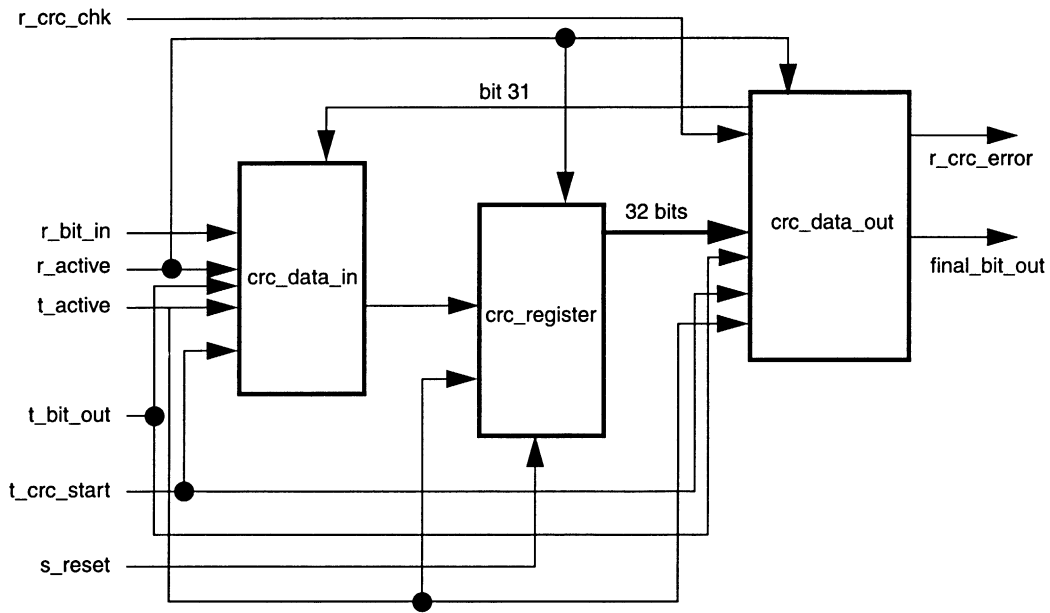 r_crc_chk
bit 31
r_crc_error
32 bits
crc_data_out
r_bit_in
r_active
crc_data_in
final_bit_out
t_active
crc_register
t_bit_out
t_crc_start
s_reset